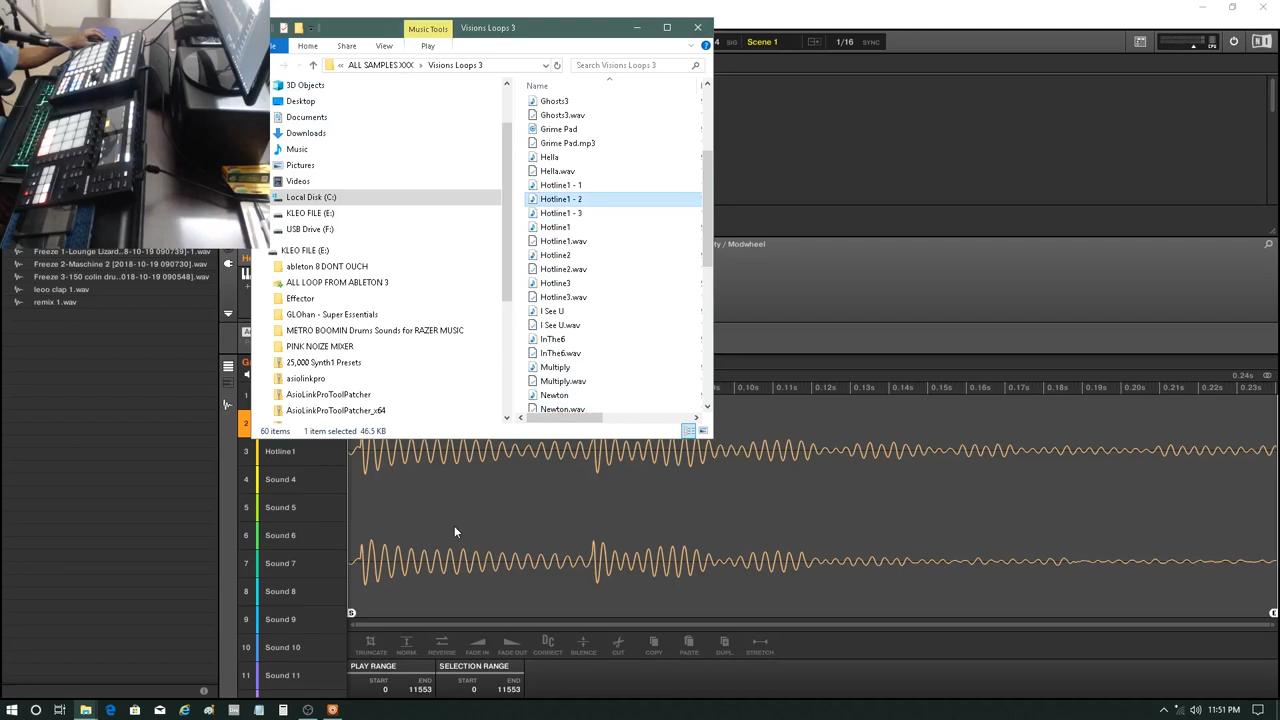 Music Tools
Visions Loops 3
Home
Share
View
Play
ALL SAMPLES XXX
Visions Loops 3
Search Visions Loops 3
4 SIG
Scene 1
1/16
SYNC
CPU
3D Objects
Desktop
Documents
Downloads
Music
Pictures
Videos
Local Disk (C:)
KLEO FILE (E:)
USB Drive (F:)
KLEO FILE (E:)
ableton 8 DONT OUCH
ALL LOOP FROM ABLETON 3
Effector
GLOhan - Super Essentials
METRO BOOMIN Drums Sounds for RAZER MUSIC
PINK NOIZE MIXER
25,000 Synth1 Presets
asiolinkpro
AsioLinkProToolPatcher
AsioLinkProToolPatcher_x64
60 items
1 item selected 46.5 KB
Name
Ghosts3
Ghosts3.wav
Grime Pad
Grime Pad.mp3
Hella
Hella.wav
Hotline1 - 1
Hotline1 - 2
Hotline1 - 3
Hotline1
Hotline1.wav
Hotline2
Hotline2.wav
Hotline3
Hotline3.wav
I See U
I See U.wav
InThe6
InThe6.wav
Multiply
Multiply.wav
Newton
Newton.wav
ty / Modwheel
Freeze 1-Lounge Lizard.. 8-10-19 090739]-1.wav
Freeze 2-Maschine 2 [2018-10-19 090730].wav
Freeze 3-150 coin dru...018-10-19 090548].wav
leoo clap 1.wav
remix 1.wav
0.24s
0.10s
0.11s
0.12s
0.13s
0.14s
0.15s
0.16s
0.17s
0.18s
0.19s
0.20s
0.21s
0.22s
0.23s
1
2
3 Hotline1
4 Sound 4
5 Sound 5
6 Sound 6
7 Sound 7
8 Sound 8
9 Sound 9
10 Sound 10
11 Sound 11
S
TRUNCATE
NORM.
REVERSE
FADE IN
FADE OUT
DC
CORRECT
SILENCE
CUT
COPY
PASTE
DUPL.
STRETCH
PLAY RANGE
SELECTION RANGE
START
END
START
END
0
11553
0
11553
11:51 PM